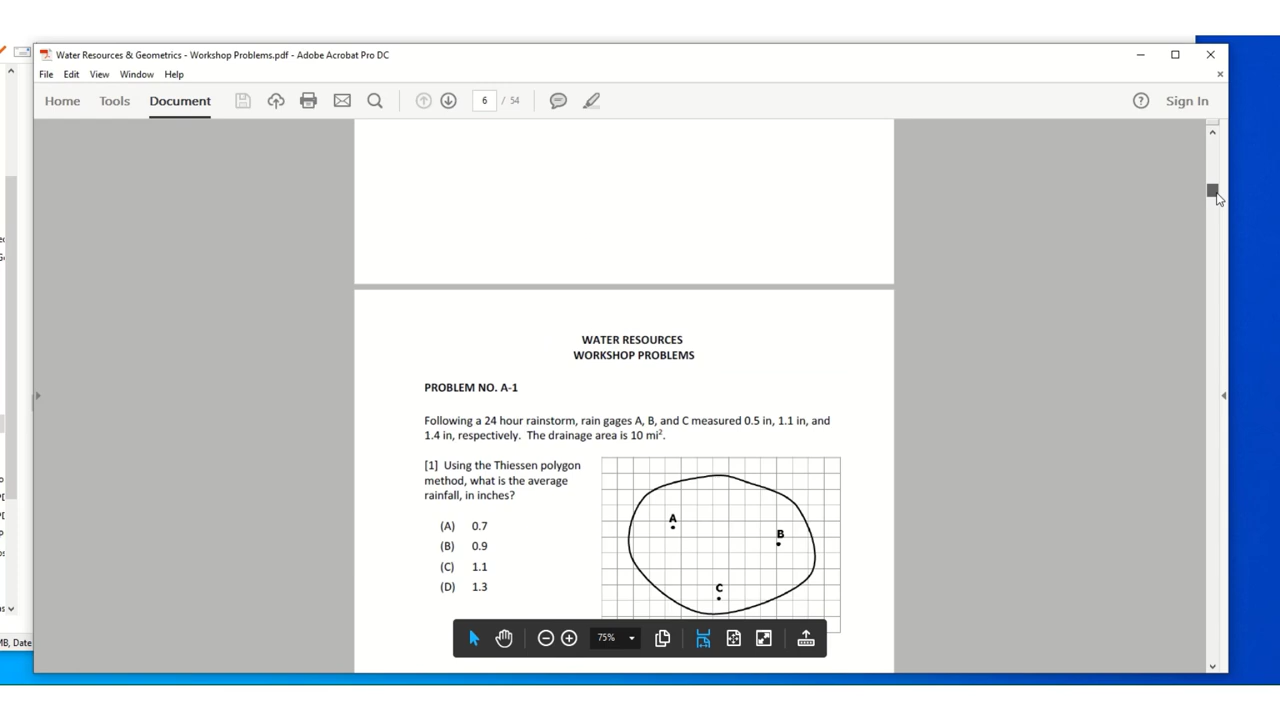 Water Resources & Geometrics - Workshop Problems.pdf - Adobe Acrobat Pro DC
File Edit View Window Help
Home Tools Document 6 / 54 Sign In
WATER RESOURCES
WORKSHOP PROBLEMS
PROBLEM NO. A-1
Following a 24 hour rainstorm, rain gages A, B, and C measured 0.5 in, 1.1 in, and
1.4 in, respectively. The drainage area is 10 mi².
[1] Using the Thiessen polygon
method, what is the average
rainfall, in inches?
(A) 0.7
(B) 0.9
(C) 1.1
(D) 1.3
A
B
C
75%
MB, Date